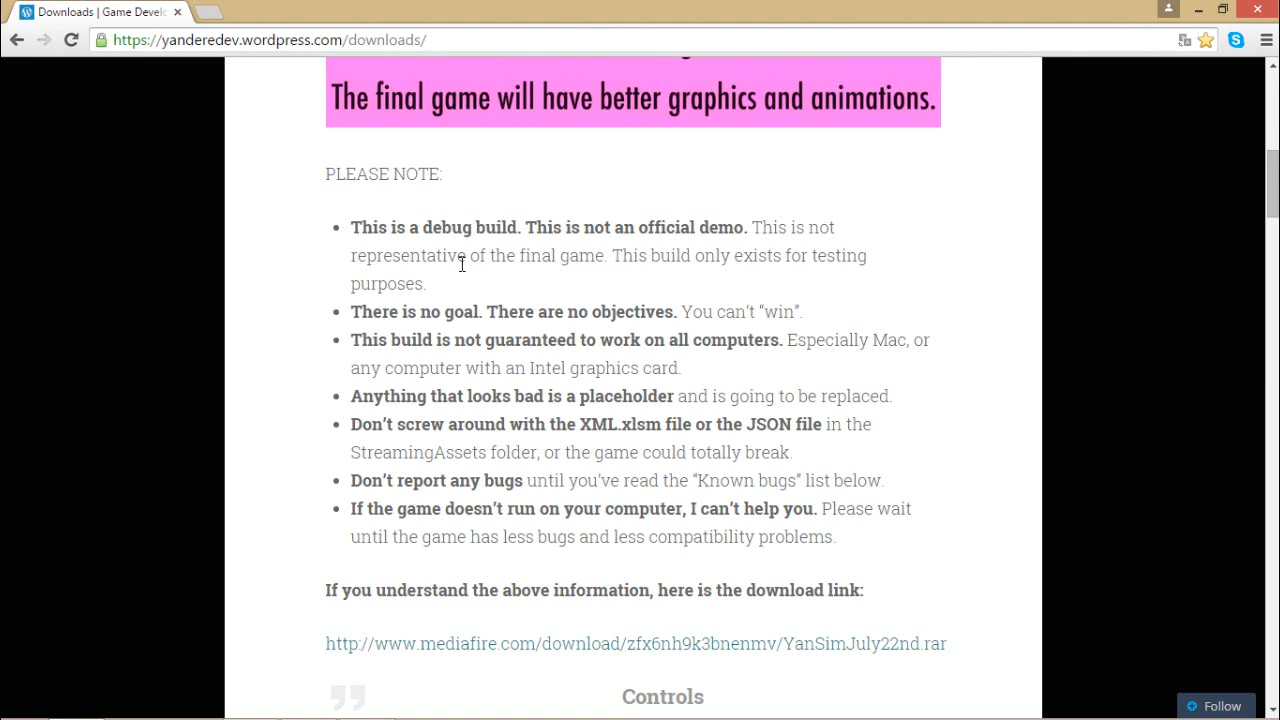 Downloads | Game Develo
https://yanderedev.wordpress.com/downloads/
The final game will have better graphics and animations.
PLEASE NOTE:
This is a debug build. This is not an official demo. This is not
representative of the final game. This build only exists for testing
purposes.
There is no goal. There are no objectives. You can't “win”.
This build is not guaranteed to work on all computers. Especially Mac, or
any computer with an Intel graphics card.
Anything that looks bad is a placeholder and is going to be replaced.
Don’t screw around with the XML.xlsm file or the JSON file in the
StreamingAssets folder, or the game could totally break.
Don’t report any bugs until you’ve read the “Known bugs” list below.
If the game doesn’t run on your computer, I can’t help you. Please wait
until the game has less bugs and less compatibility problems.
If you understand the above information, here is the download link:
http://www.mediafire.com/download/zfx6nh9k3bnenmv/YanSimJuly22nd.rar
Controls
Follow